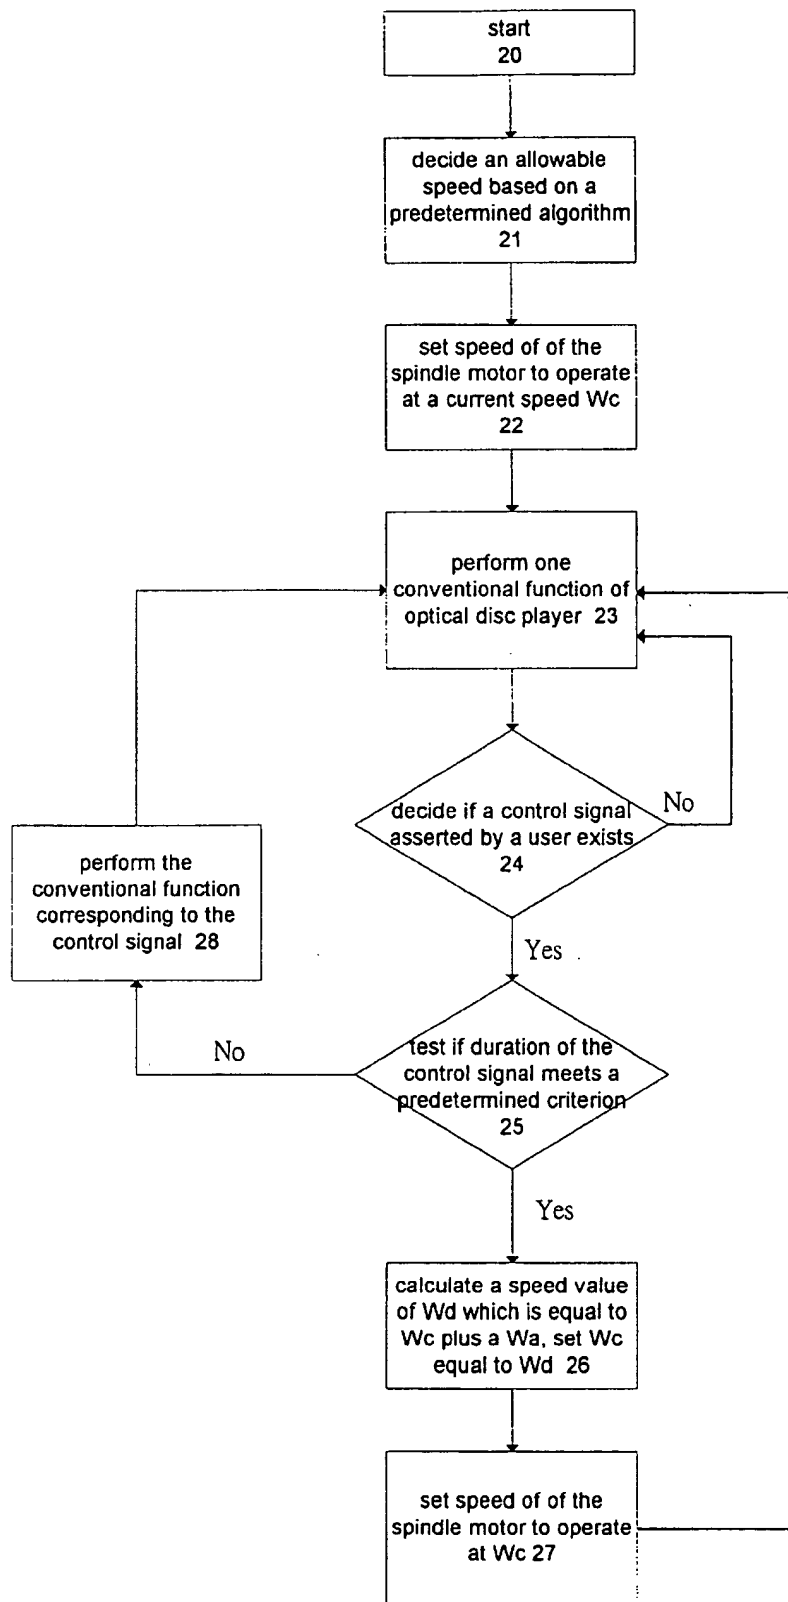 start
20
decide an allowable
speed based on a
predetermined algorithm
21
set speed of of the
spindle motor to operate
at a current speed Wc
22
perform one
conventional function of
optical disc player 23
decide if a control signal
asserted by a user exists
24
No
Yes
perform the
conventional function
corresponding to the
control signal 28
test if duration of the
control signal meets a
predetermined criterion
25
No
Yes
calculate a speed value
of Wd which is equal to
Wc plus a Wa, set Wc
equal to Wd 26
set speed of of the
spindle motor to operate
at Wc 27